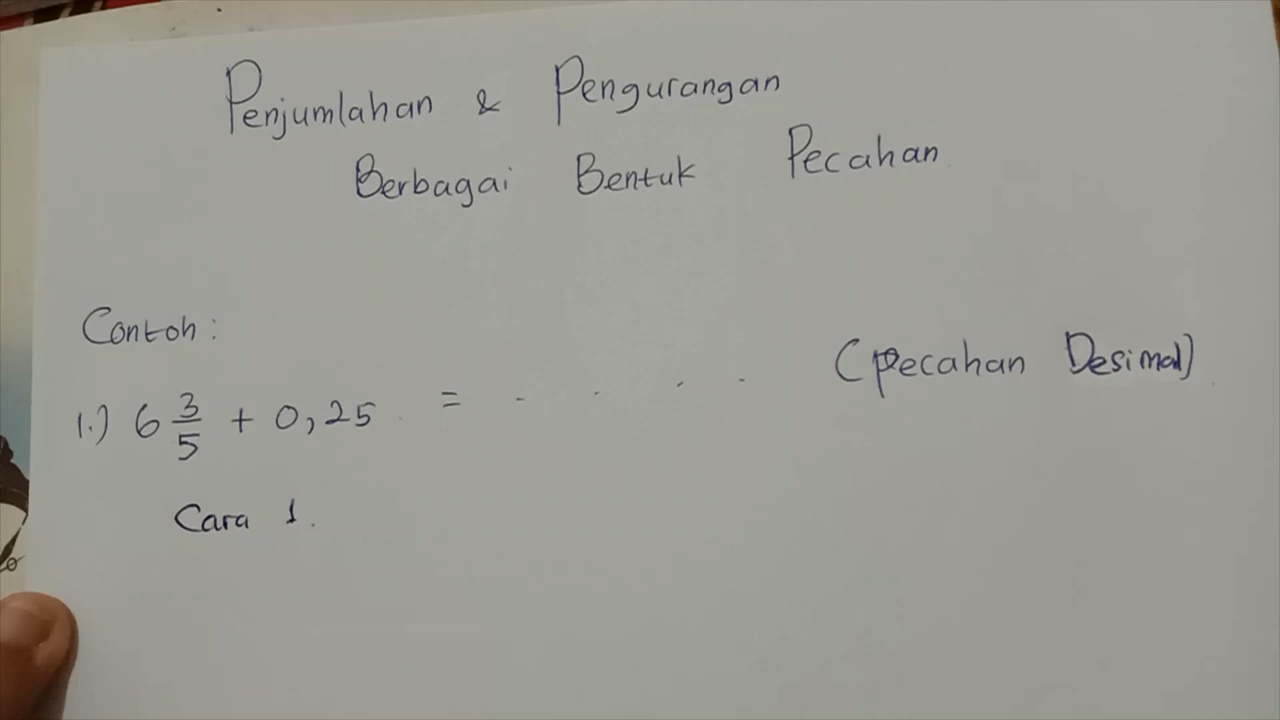 Penjumlahan & Pengurangan
Berbagai Bentuk Pecahan
Contoh:
1.) 6 3/5 + 0,25 = . . . . (Pecahan Desimal)
Cara 1.